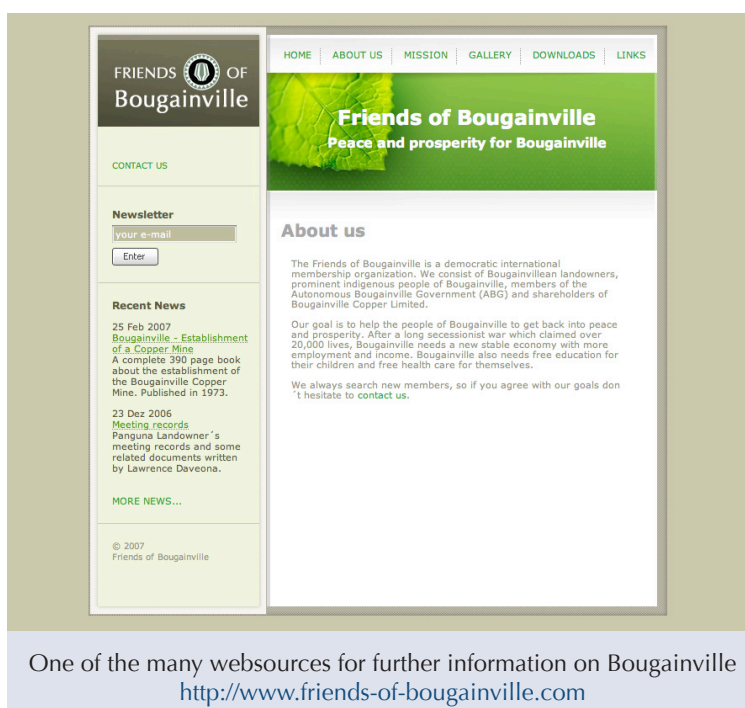 FRIENDS OF
Bougainville
CONTACT US
Newsletter
your e-mail
Enter
Recent News
25 Feb 2007
Bougainville - Establishment
of a Copper Mine
A complete 390 page book
about the establishment of
the Bougainville Copper
Mine. Published in 1973.
23 Dez 2006
Meeting records
Panguna Landowner´s
meeting records and some
related documents written
by Lawrence Daveona.
MORE NEWS...
© 2007
Friends of Bougainville
HOME ABOUT US MISSION GALLERY DOWNLOADS LINKS
Friends of Bougainville
Peace and prosperity for Bougainville
About us
The Friends of Bougainville is a democratic international
membership organization. We consist of Bougainvillean landowners,
prominent indigenous people of Bougainville, members of the
Autonomous Bougainville Government (ABG) and shareholders of
Bougainville Copper Limited.
Our goal is to help the people of Bougainville to get back into peace
and prosperity. After a long secessionist war which claimed over
20,000 lives, Bougainville needs a new stable economy with more
employment and income. Bougainville also needs free education for
their children and free health care for themselves.
We always search new members, so if you agree with our goals don
´t hesitate to contact us.
One of the many websources for further information on Bougainville
http://www.friends-of-bougainville.com